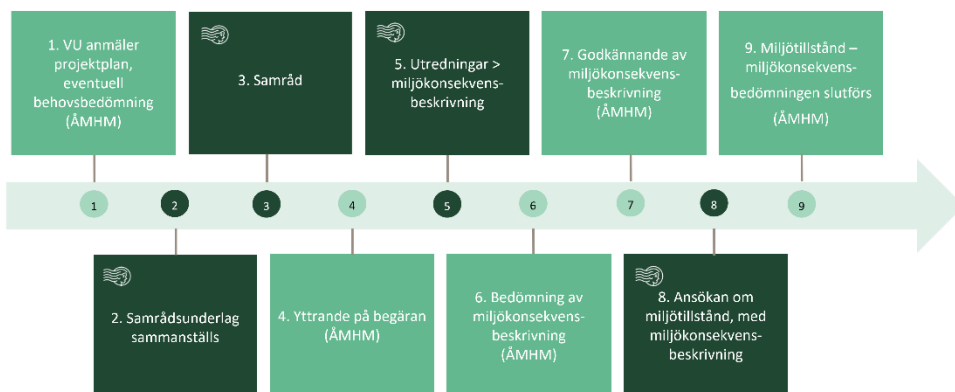 1. VU anmäler
projektplan,
eventuell
behovsbedömning
(ÅMHM)
3. Samråd
5. Utredningar >
miljökonsekvens-
beskrivning
7. Godkännande av
miljökonsekvens-
beskrivning
(ÅMHM)
9. Miljötillstånd –
miljökonsekvens-
bedömningen slutförs
(ÅMHM)
1
2
3
4
5
6
7
8
9
2. Samrådsunderlag
sammanställs
4. Yttrande på begäran
(ÅMHM)
6. Bedömning av
miljökonsekvens-
beskrivning
(ÅMHM)
8. Ansökan om
miljötillstånd, med
miljökonsekvens-
beskrivning